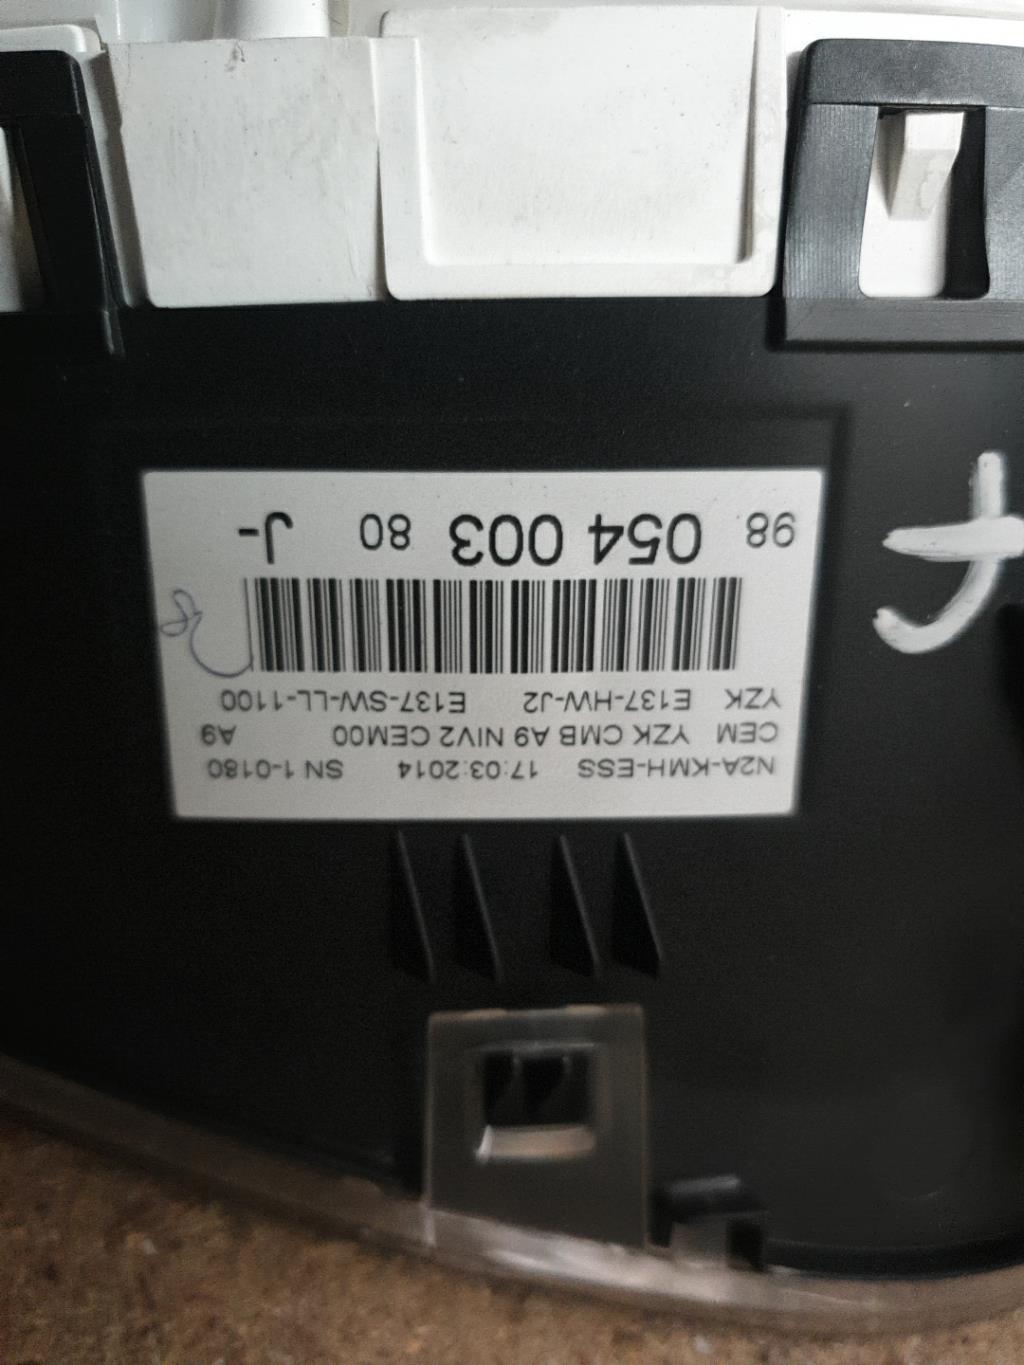 N2A-KMH-ESS 17:03:2014 SN 1-0180
CEM YZK CMB A9 NIV2 CEM00 A9
YZK E137-HW-J2 E137-SW-LL-1100
98 054 003 80 J-